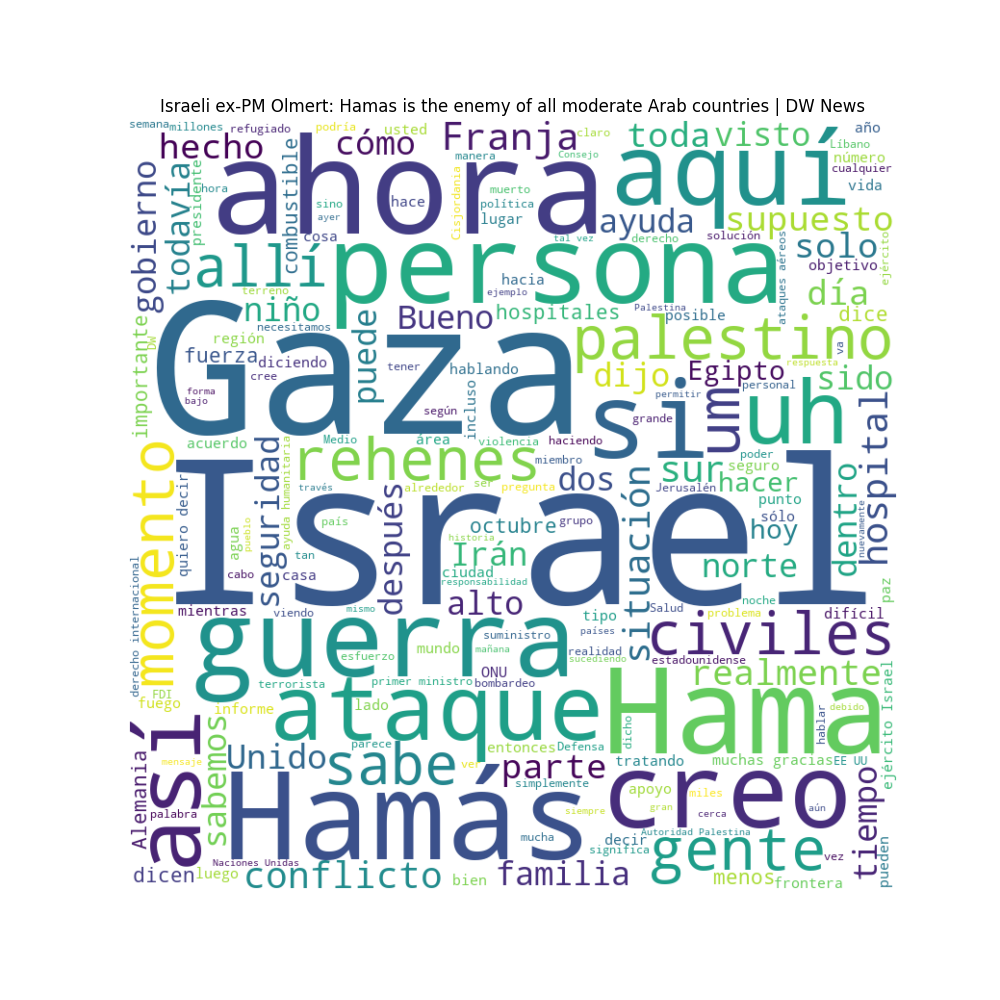 Israeli ex-PM Olmert: Hamas is the enemy of all moderate Arab countries | DW News
semana
millones
refugiado
podría
usted
claro
año
hecho
cómo
Franja
toda
visto
Líbano
número
cualquier
vida
gobierno
todavía
presidente
ahora
combustible
ahora
sino
ayer
hace
cosa
manera
Cisjordania
Consejo
muerto
política
lugar
aquí
ayuda
supuesto
tal vez
derecho
solución
solo
ejército
objetivo
allí
persona
ataques aéreos
terreno
niño
necesitamos
hacia
ejemplo
hospitales
Palestina
posible
día
dice
Bueno
importante
DW
Gaza
región
fuerza
diciendo
cree
puede
tener
hablando
palestino
va
respuesta
dijo
Egipto
personal
permitir
sido
forma
bajo
según
incluso
si
grande
um
uh
hospital
acuerdo
Medio
área
violencia
haciendo
miembro
poder
momento
quiero decir
seguridad
ayuda humanitaria
rehenes
dos
sur
seguro
hacer
punto
dentro
través
alrededor
ser
pregunta
Jerusalén
situación
Israel
país
después
octubre
grupo
sólo
hoy
nuevamente
agua
pueblo
historia
Irán
tan
cabo
casa
ciudad
responsabilidad
norte
paz
derecho internacional
mientras
viendo
mismo
alto
tipo
Salud
noche
problema
difícil
guerra
suministro
países
civiles
esfuerzo
mundo
mañana
realidad
sucediendo
estadounidense
ONU
terrorista
primer ministro
bombardeo
realmente
FDI
fuego
informe
lado
ataque
Hama
dicho
hablar
debido
ejército Israel
así
sabemos
Unido
parece
sabe
entonces
Defensa
ver
parte
tratando
muchas gracias
EE UU
Alemania
mensaje
palabra
Hamás
simplemente
siempre
creo
apoyo
miles
gran
cerca
aún
tiempo
mucha
decir
significa
Autoridad Palestina
gente
vez
pueden
Naciones Unidas
dicen
luego
conflicto
bien
familia
menos
frontera